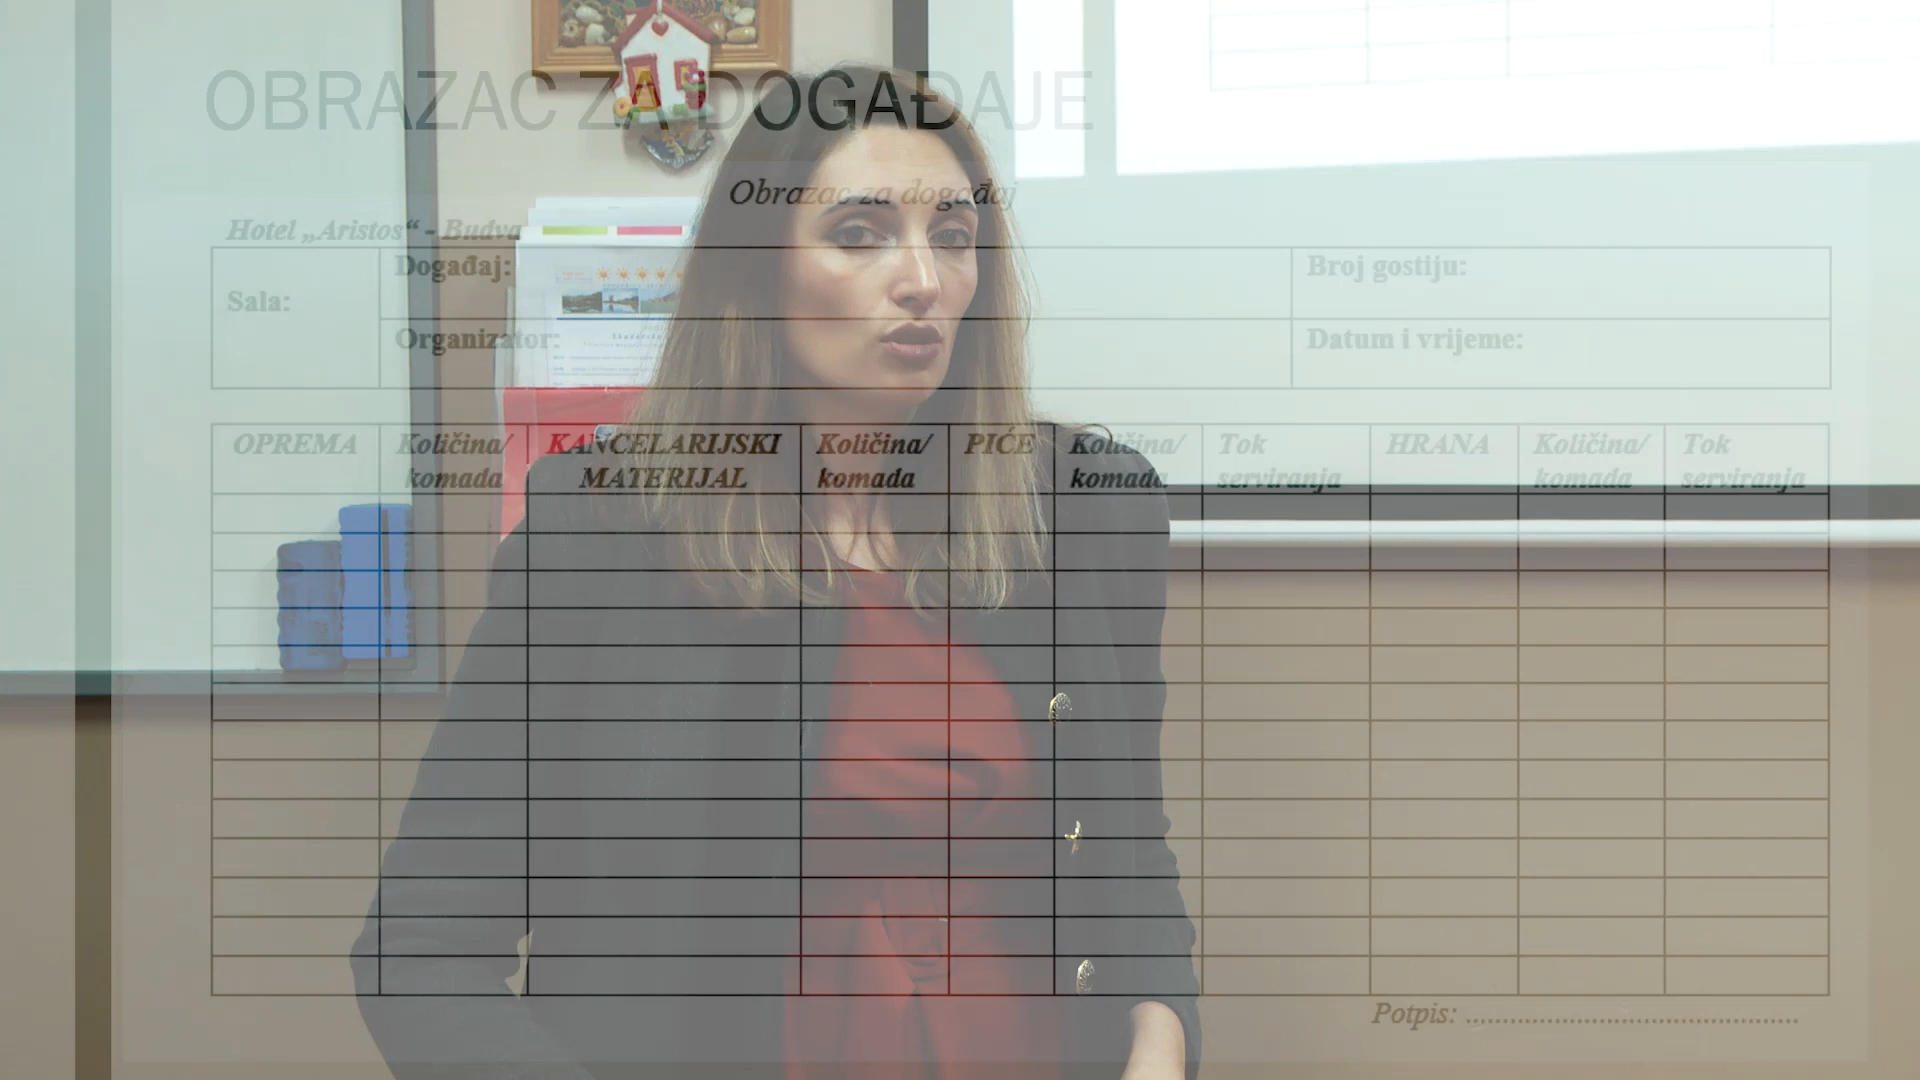 OBRAZAC ZA DOGAĐAJE
Obrazac za događaj
Hotel „Aristos“ - Budva
Sala:
Događaj:
Broj gostiju:
Organizator:
Datum i vrijeme:
OPREMA
Količina/
komada
KANCELARIJSKI
MATERIJAL
Količina/
komada
PIĆE
Količina/
komada
Tok
serviranja
HRANA
Količina/
komada
Tok
serviranja
Potpis: .............................................